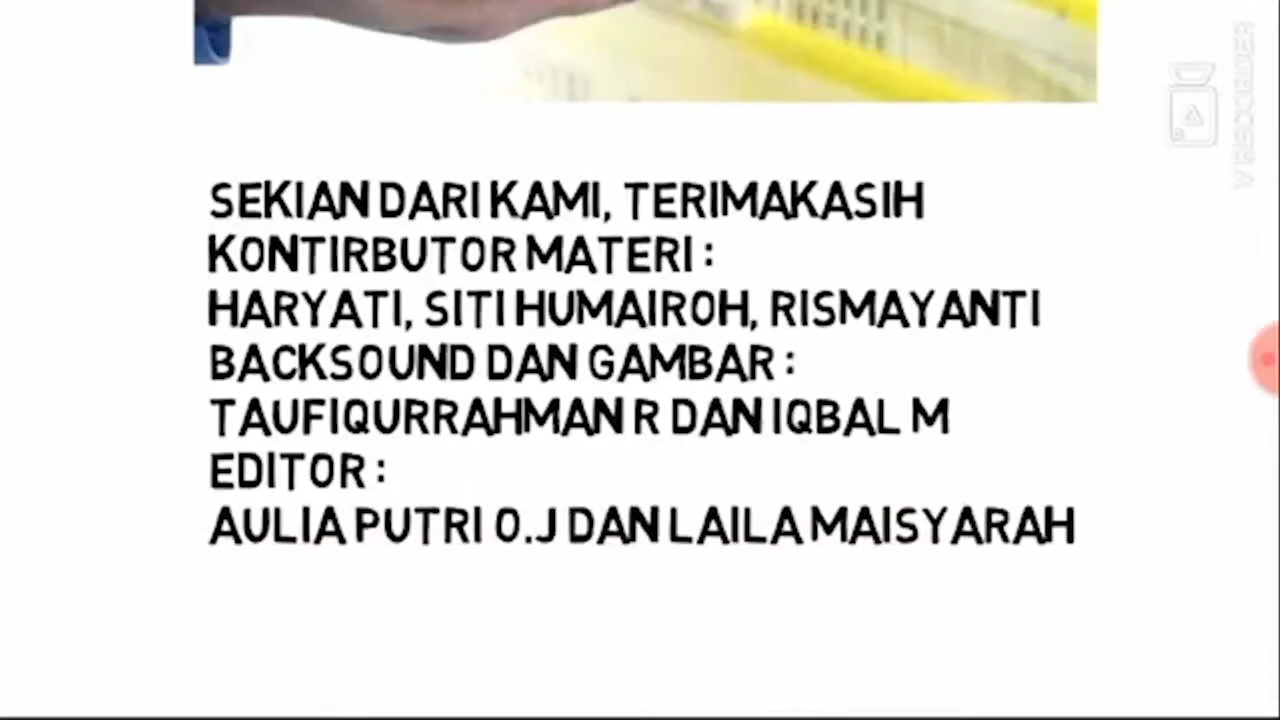 SEKIAN DARI KAMI, TERIMAKASIH
KONTIRBUTOR MATERI :
HARYATI, SITI HUMAIROH, RISMAYANTI
BACKSOUND DAN GAMBAR :
TAUFIQURRAHMAN R DAN IQBAL M
EDITOR :
AULIA PUTRI O.J DAN LAILA MAISYARAH
V RECORDER